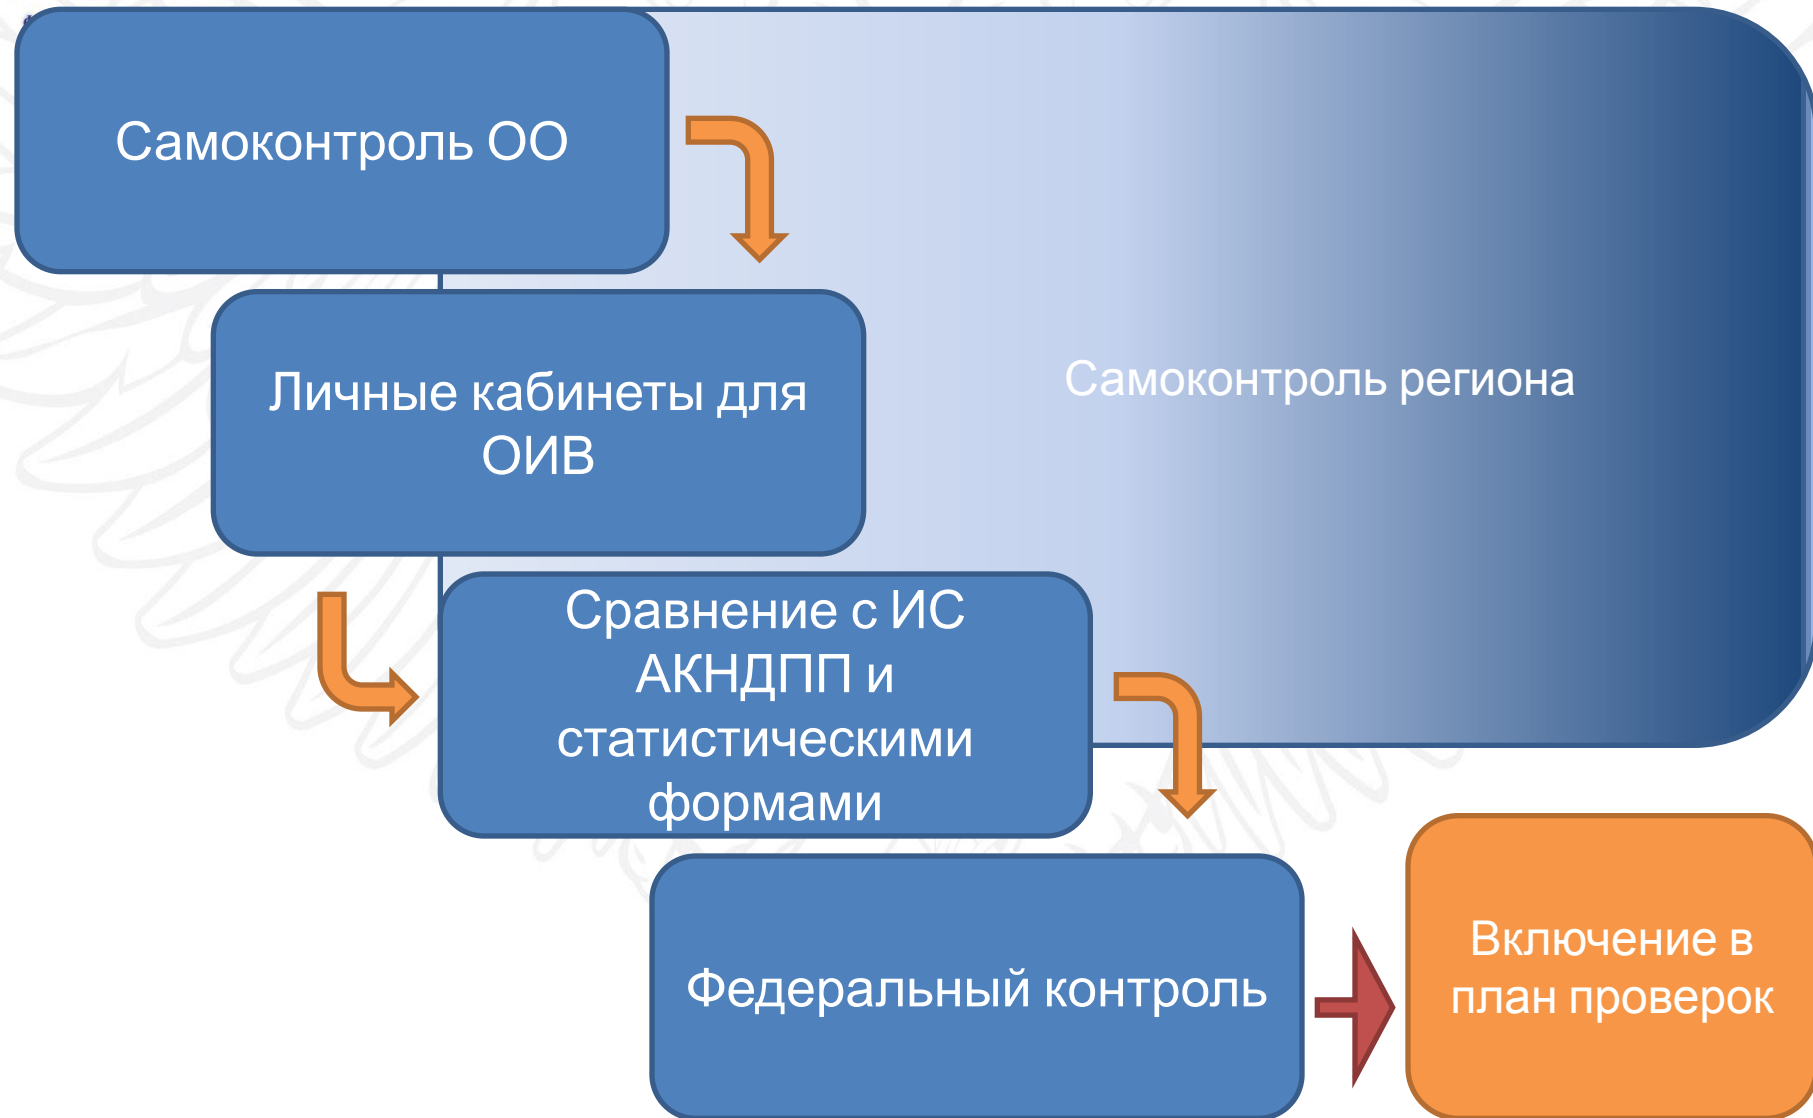 Самоконтроль ОО
Личные кабинеты для
ОИВ
Самоконтроль региона
Сравнение с ИС
АКНДПП и
статистическими
формами
Федеральный контроль
Включение в
план проверок